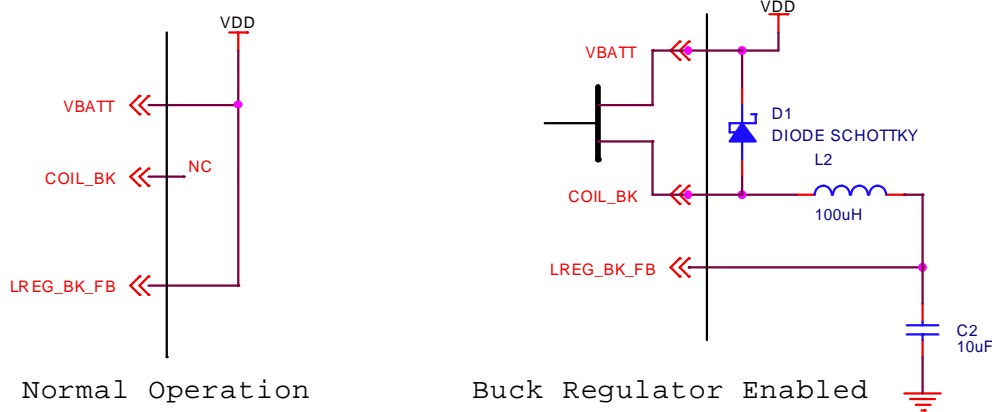 VDD
VBATT
COIL_BK
NC
LREG_BK_FB
Normal Operation
VDD
VBATT
D1
DIODE SCHOTTKY
L2
COIL_BK
100uH
LREG_BK_FB
C2
10uF
Buck Regulator Enabled